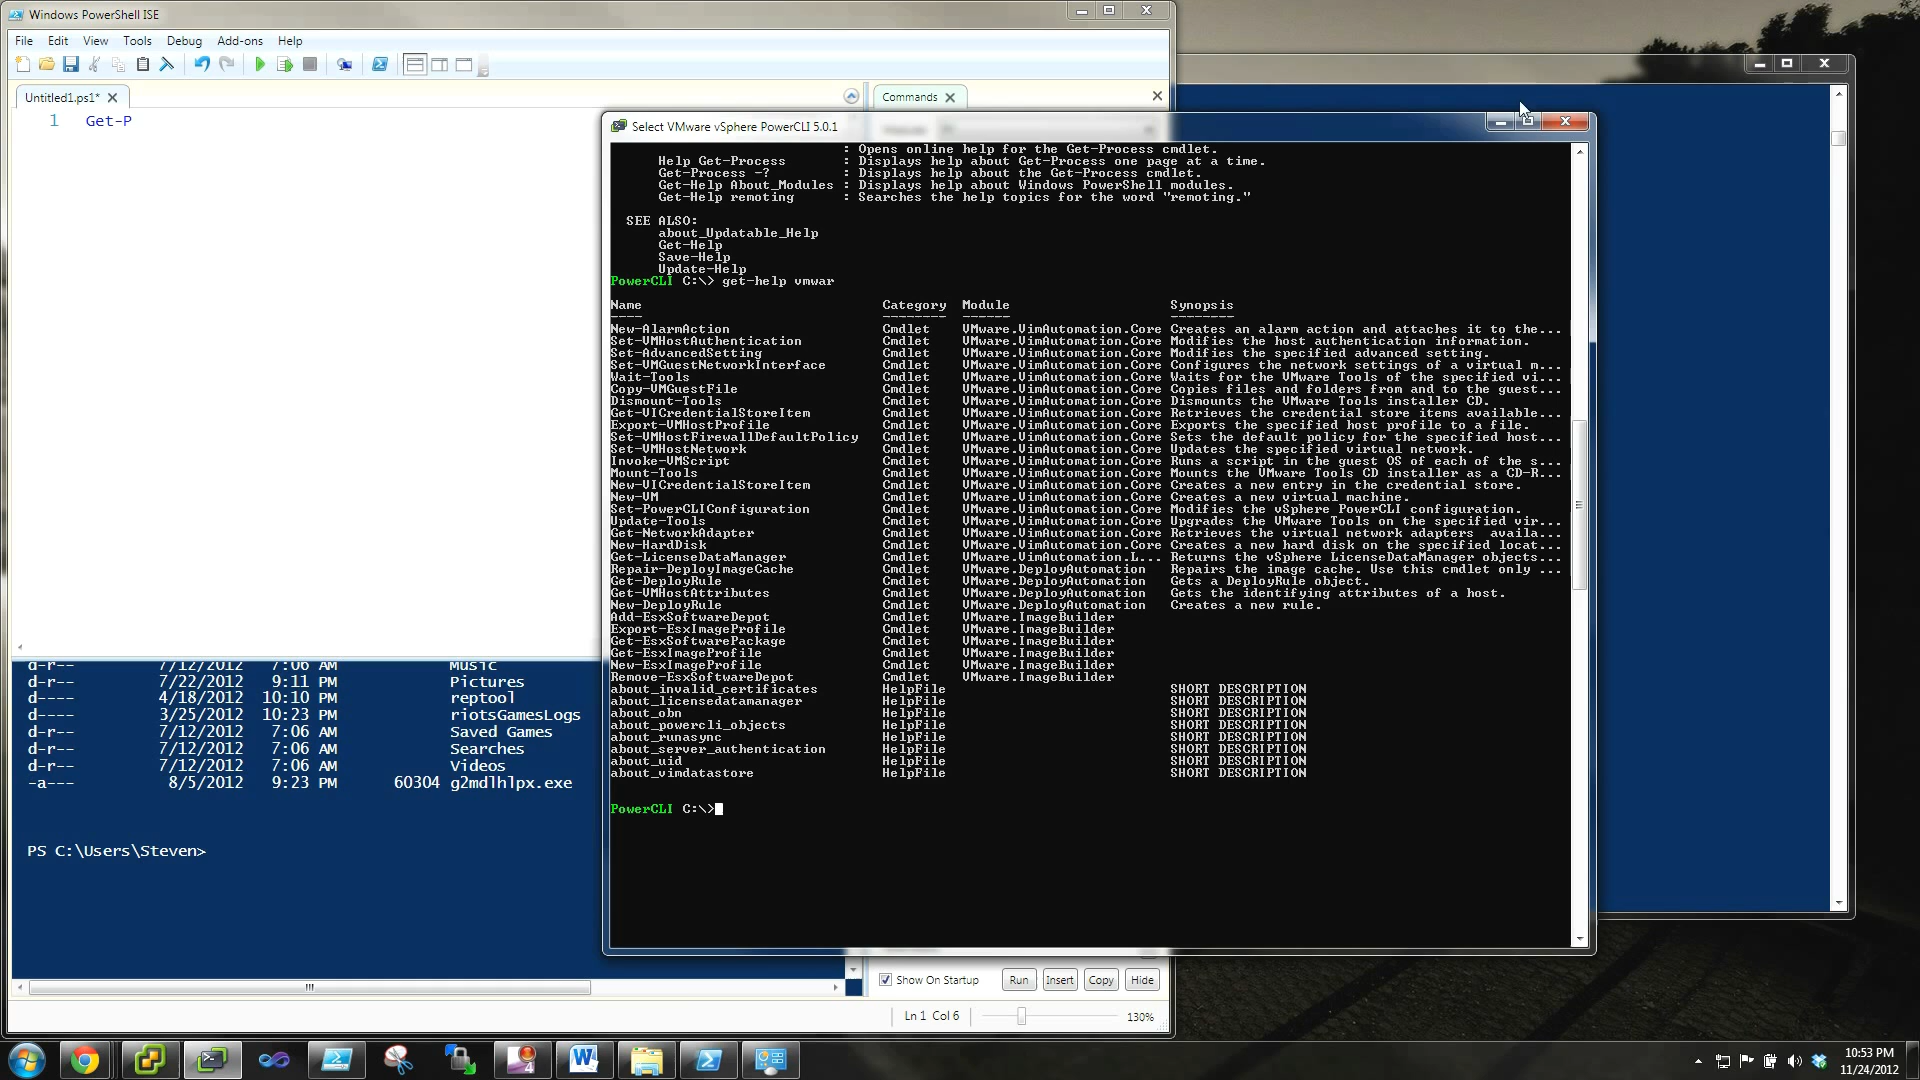 Windows PowerShell ISE
File Edit View Tools Debug Add-ons Help
Untitled1.ps1*
Commands
1 Get-P
Select VMware vSphere PowerCLI 5.0.1
: Opens online help for the Get-Process cmdlet.
Help Get-Process : Displays help about Get-Process one page at a time.
Get-Process -? : Displays help about the Get-Process cmdlet.
Get-Help About_Modules : Displays help about Windows PowerShell modules.
Get-Help remoting : Searches the help topics for the word "remoting."
SEE ALSO:
about_Updatable_Help
Get-Help
Save-Help
Update-Help
PowerCLI C:\> get-help vmwar
Name Category Module Synopsis
---- -------- ------ --------
New-AlarmAction Cmdlet VMware.VimAutomation.Core Creates an alarm action and attaches it to the...
Set-VMHostAuthentication Cmdlet VMware.VimAutomation.Core Modifies the host authentication information.
Set-AdvancedSetting Cmdlet VMware.VimAutomation.Core Modifies the specified advanced setting.
Set-VMGuestNetworkInterface Cmdlet VMware.VimAutomation.Core Configures the network settings of a virtual m...
Wait-Tools Cmdlet VMware.VimAutomation.Core Waits for the VMware Tools of the specified vi...
Copy-VMGuestFile Cmdlet VMware.VimAutomation.Core Copies files and folders from and to the guest...
Dismount-Tools Cmdlet VMware.VimAutomation.Core Dismounts the VMware Tools installer CD.
Get-VICredentialStoreItem Cmdlet VMware.VimAutomation.Core Retrieves the credential store items available...
Export-VMHostProfile Cmdlet VMware.VimAutomation.Core Exports the specified host profile to a file.
Set-VMHostFirewallDefaultPolicy Cmdlet VMware.VimAutomation.Core Sets the default policy for the specified host...
Set-VMHostNetwork Cmdlet VMware.VimAutomation.Core Updates the specified virtual network.
Invoke-VMScript Cmdlet VMware.VimAutomation.Core Runs a script in the guest OS of each of the s...
Mount-Tools Cmdlet VMware.VimAutomation.Core Mounts the VMware Tools CD installer as a CD-R...
New-VICredentialStoreItem Cmdlet VMware.VimAutomation.Core Creates a new entry in the credential store.
New-VM Cmdlet VMware.VimAutomation.Core Creates a new virtual machine.
Set-PowerCLIConfiguration Cmdlet VMware.VimAutomation.Core Modifies the vSphere PowerCLI configuration.
Update-Tools Cmdlet VMware.VimAutomation.Core Upgrades the VMware Tools on the specified vir...
Get-NetworkAdapter Cmdlet VMware.VimAutomation.Core Retrieves the virtual network adapters availa...
New-HardDisk Cmdlet VMware.VimAutomation.Core Creates a new hard disk on the specified locat...
Get-LicenseDataManager Cmdlet VMware.VimAutomation.L... Returns the vSphere LicenseDataManager objects...
Repair-DeployImageCache Cmdlet VMware.DeployAutomation Repairs the image cache. Use this cmdlet only ...
Get-DeployRule Cmdlet VMware.DeployAutomation Gets a DeployRule object.
Get-VMHostAttributes Cmdlet VMware.DeployAutomation Gets the identifying attributes of a host.
New-DeployRule Cmdlet VMware.DeployAutomation Creates a new rule.
Add-EsxSoftwareDepot Cmdlet VMware.ImageBuilder
Export-EsxImageProfile Cmdlet VMware.ImageBuilder
Get-EsxSoftwarePackage Cmdlet VMware.ImageBuilder
Get-EsxImageProfile Cmdlet VMware.ImageBuilder
New-EsxImageProfile Cmdlet VMware.ImageBuilder
Remove-EsxSoftwareDepot Cmdlet VMware.ImageBuilder
about_invalid_certificates HelpFile SHORT DESCRIPTION
about_licensedatamanager HelpFile SHORT DESCRIPTION
about_obn HelpFile SHORT DESCRIPTION
about_powercli_objects HelpFile SHORT DESCRIPTION
about_runasync HelpFile SHORT DESCRIPTION
about_server_authentication HelpFile SHORT DESCRIPTION
about_uid HelpFile SHORT DESCRIPTION
about_vimdatastore HelpFile SHORT DESCRIPTION
PowerCLI C:\>
d-r-- 7/12/2012 7:06 AM Music
d-r-- 7/22/2012 9:11 PM Pictures
d---- 4/18/2012 10:10 PM reptool
d---- 3/25/2012 10:23 PM riotsGamesLogs
d-r-- 7/12/2012 7:06 AM Saved Games
d-r-- 7/12/2012 7:06 AM Searches
d-r-- 7/12/2012 7:06 AM Videos
-a--- 8/5/2012 9:23 PM 60304 g2mdlhlpx.exe
PS C:\Users\Steven>
Show On Startup Run Insert Copy Hide
Ln 1 Col 6 130%
10:53 PM
11/24/2012